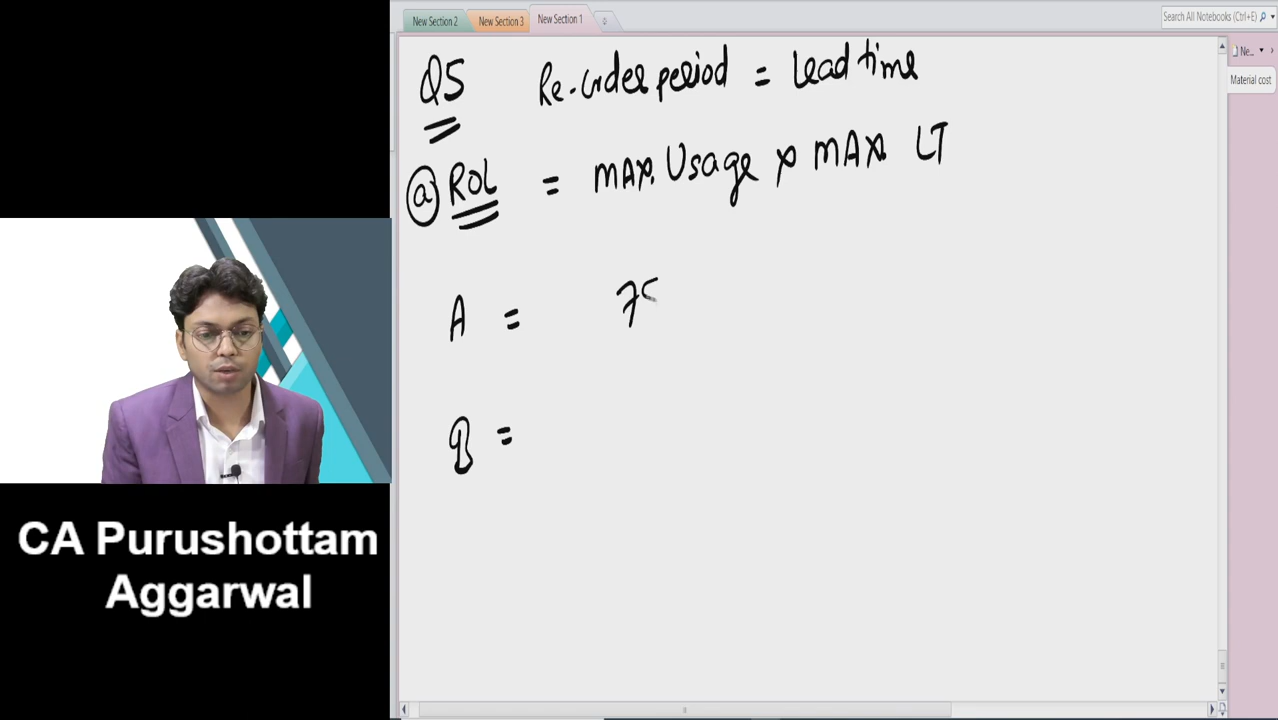 New Section 2
New Section 3
New Section 1
Search All Notebooks (Ctrl+E)
Ne...
Material cost
Q5 Re-order period = Lead time
(a) ROL = MAX. Usage x MAX. LT
A = 75
B =
CA Purushottam
Aggarwal